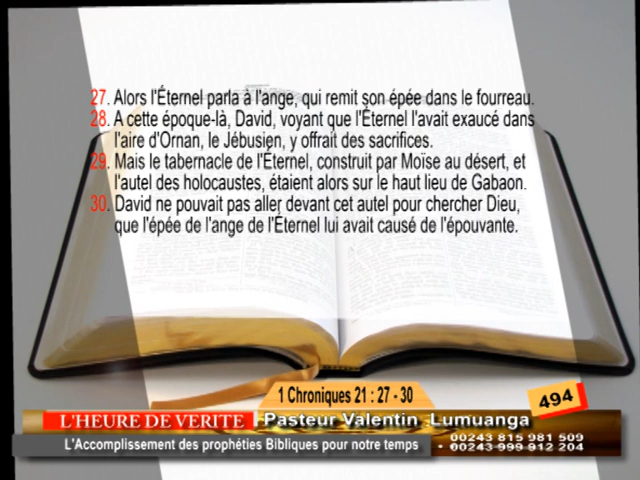 27. Alors l'Éternel parla à l'ange, qui remit son épée dans le fourreau.
28. A cette époque-là, David, voyant que l'Éternel l'avait exaucé dans
l'aire d'Ornan, le Jébusien, y offrait des sacrifices.
29. Mais le tabernacle de l'Éternel, construit par Moïse au désert, et
l'autel des holocaustes, étaient alors sur le haut lieu de Gabaon.
30. David ne pouvait pas aller devant cet autel pour chercher Dieu,
que l'épée de l'ange de l'Éternel lui avait causé de l'épouvante.
1 Chroniques 21 : 27 - 30
494
L'HEURE DE VERITE Pasteur Valentin Lumuanga
L'Accomplissement des prophéties Bibliques pour notre temps
00243 815 981 509
• 00243 999 912 204